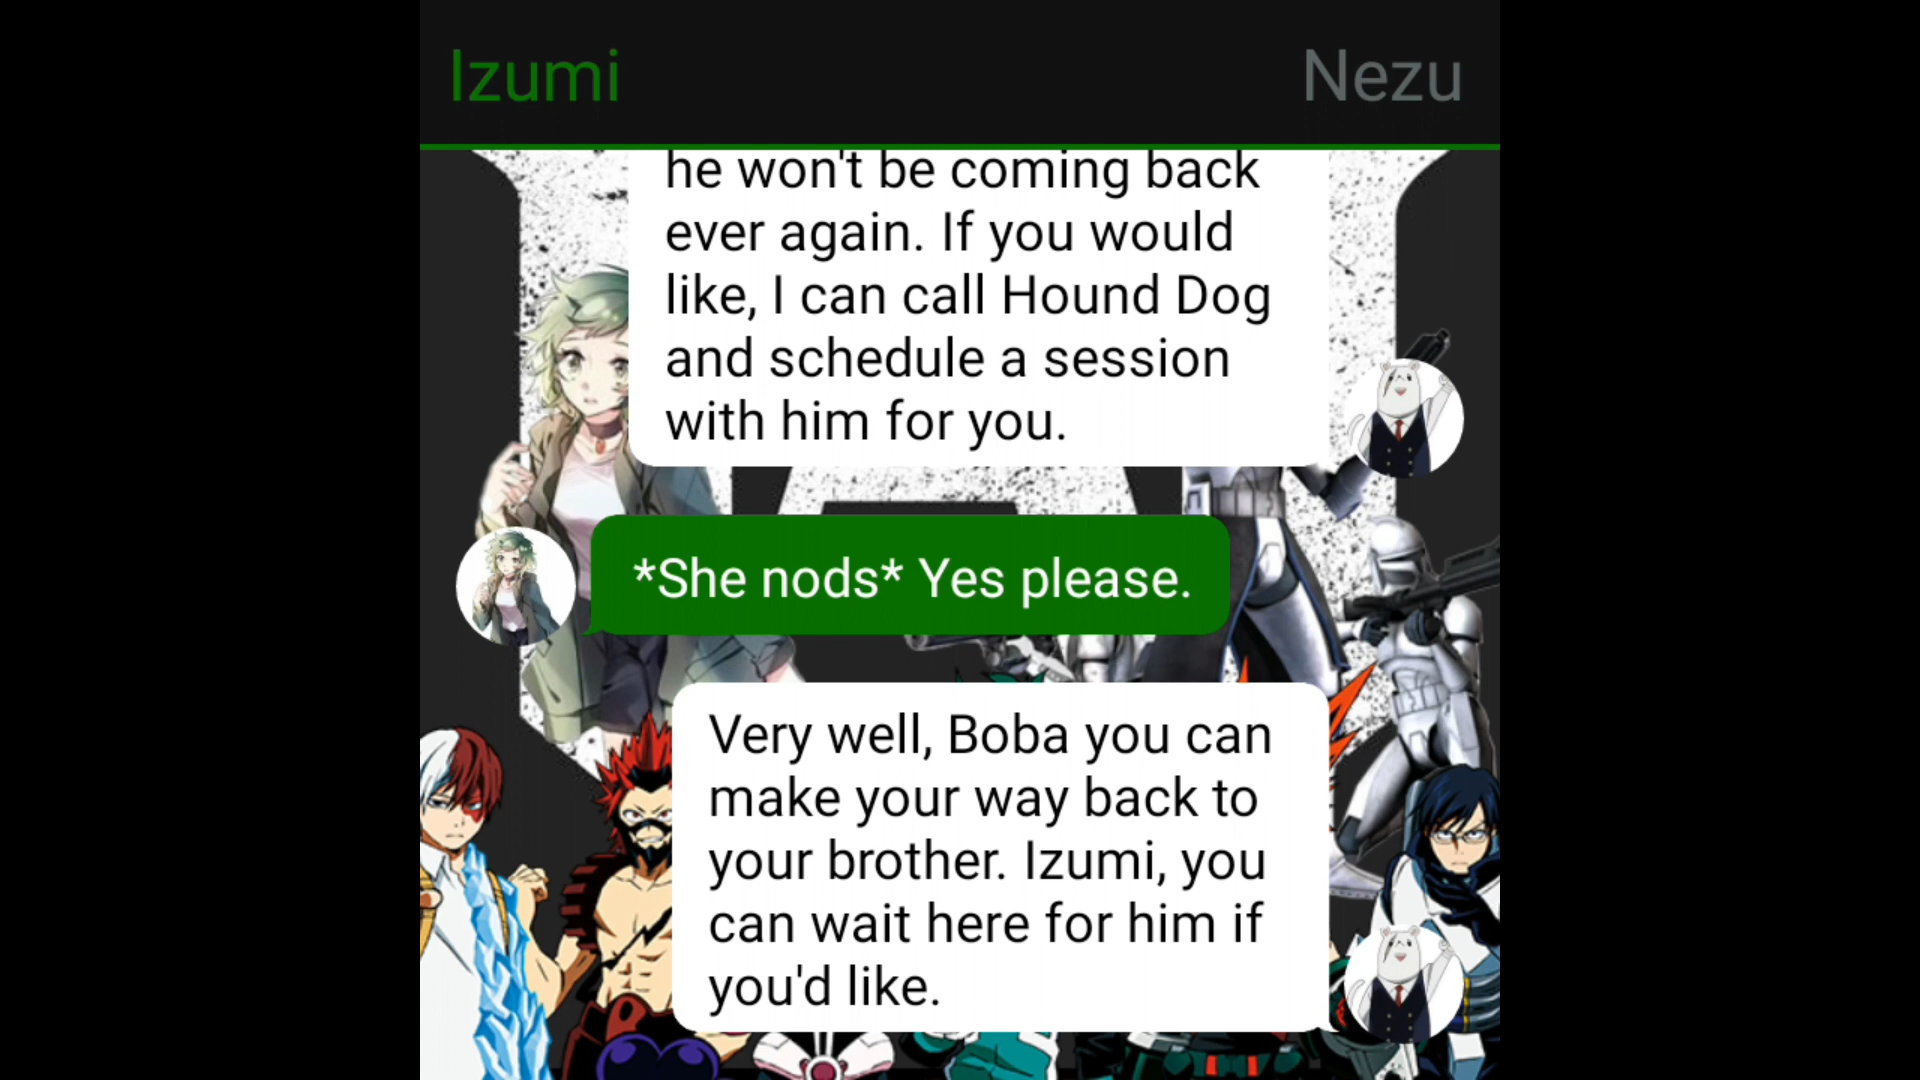 Izumi
Nezu
he won't be coming back
ever again. If you would
like, I can call Hound Dog
and schedule a session
with him for you.
*She nods* Yes please.
Very well, Boba you can
make your way back to
your brother. Izumi, you
can wait here for him if
you'd like.